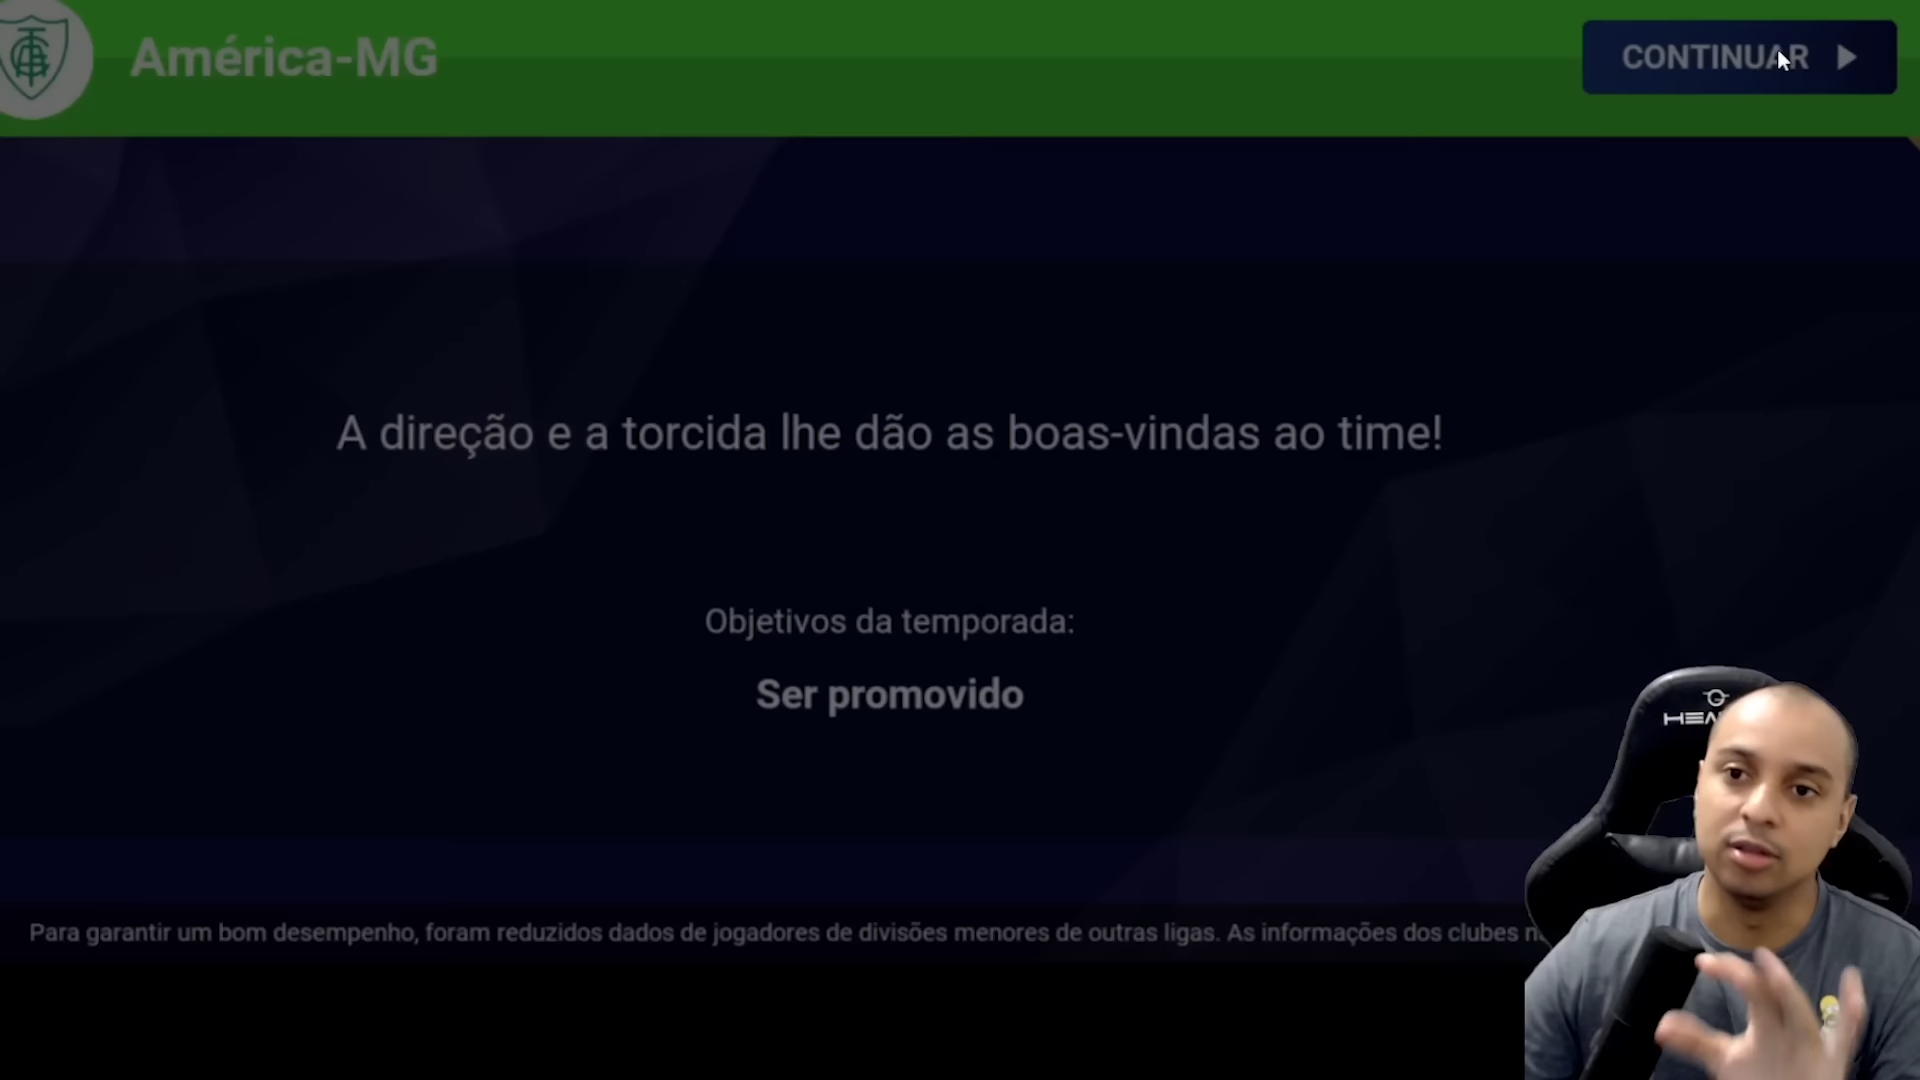 América-MG
CONTINUAR
A direção e a torcida lhe dão as boas-vindas ao time!
Objetivos da temporada:
Ser promovido
Para garantir um bom desempenho, foram reduzidos dados de jogadores de divisões menores de outras ligas. As informações dos clubes